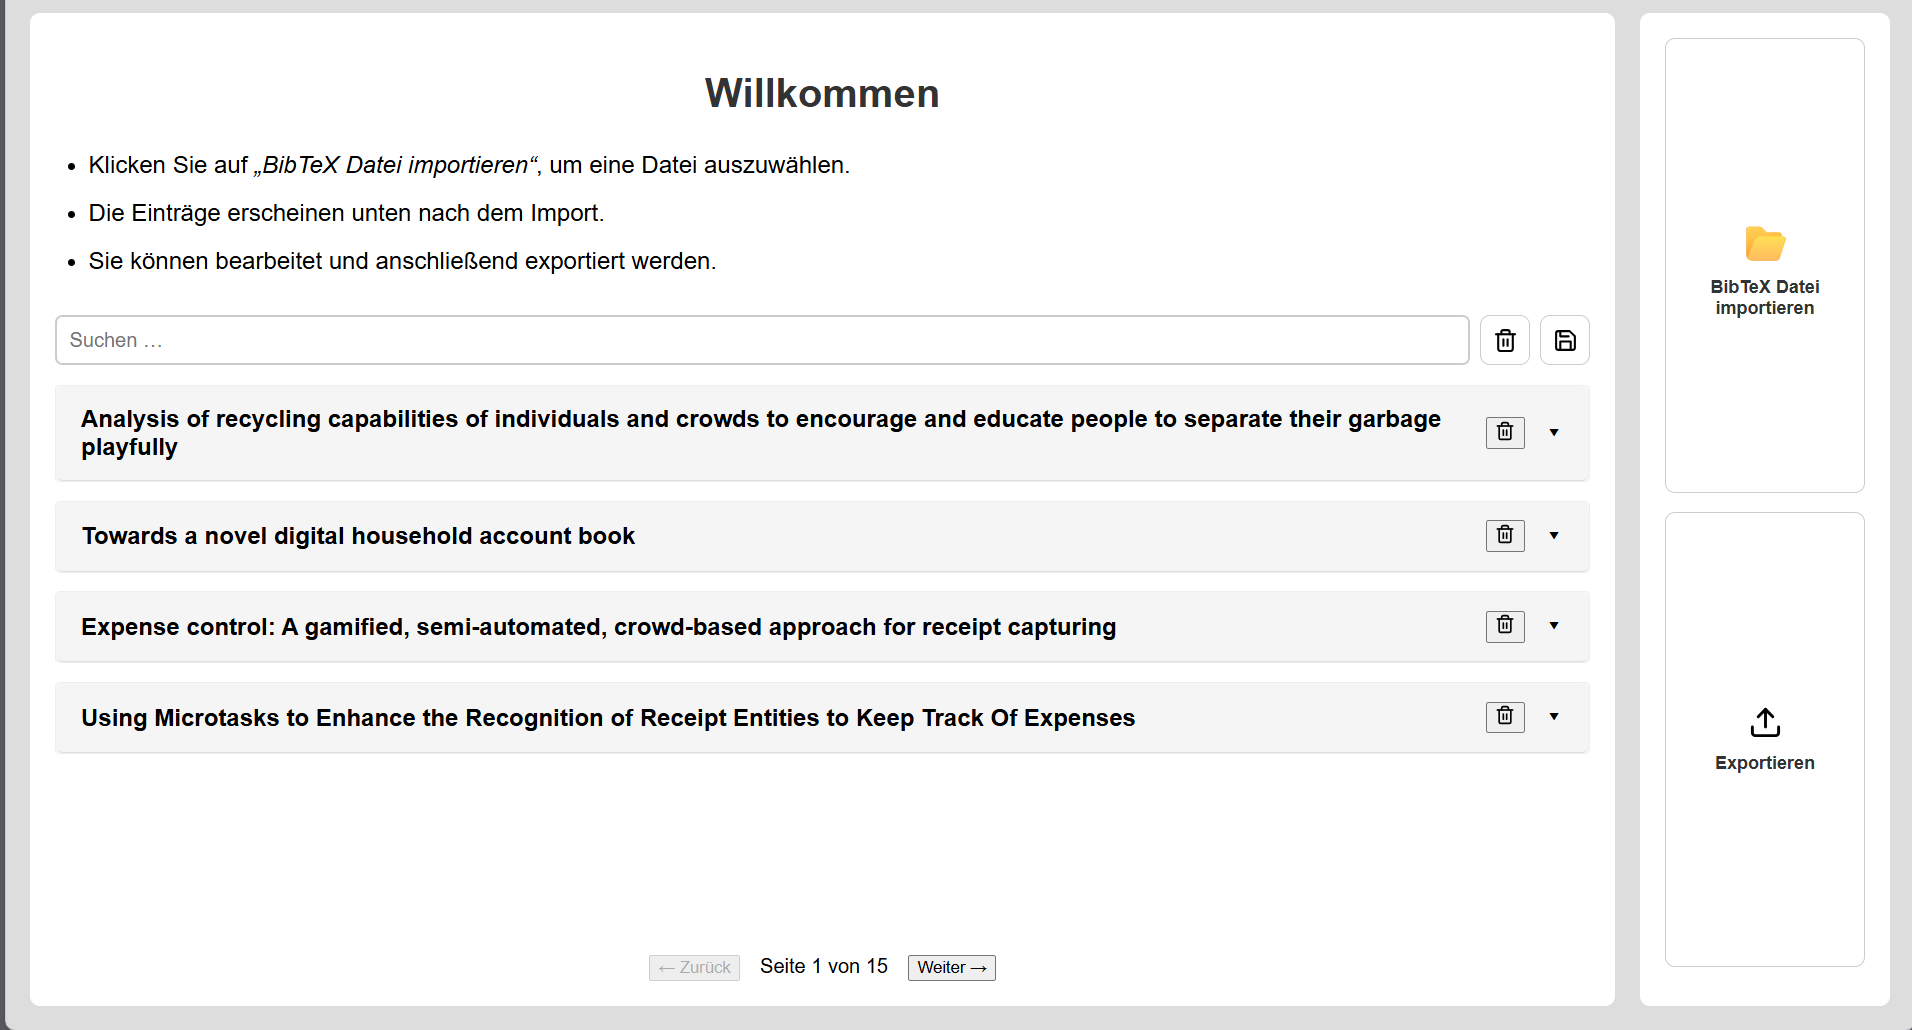 Willkommen
• Klicken Sie auf „BibTeX Datei importieren“, um eine Datei auszuwählen.
• Die Einträge erscheinen unten nach dem Import.
• Sie können bearbeitet und anschließend exportiert werden.
Suchen …
Analysis of recycling capabilities of individuals and crowds to encourage and educate people to separate their garbage
playfully
Towards a novel digital household account book
Expense control: A gamified, semi-automated, crowd-based approach for receipt capturing
Using Microtasks to Enhance the Recognition of Receipt Entities to Keep Track Of Expenses
← Zurück Seite 1 von 15 Weiter →
BibTeX Datei
importieren
Exportieren